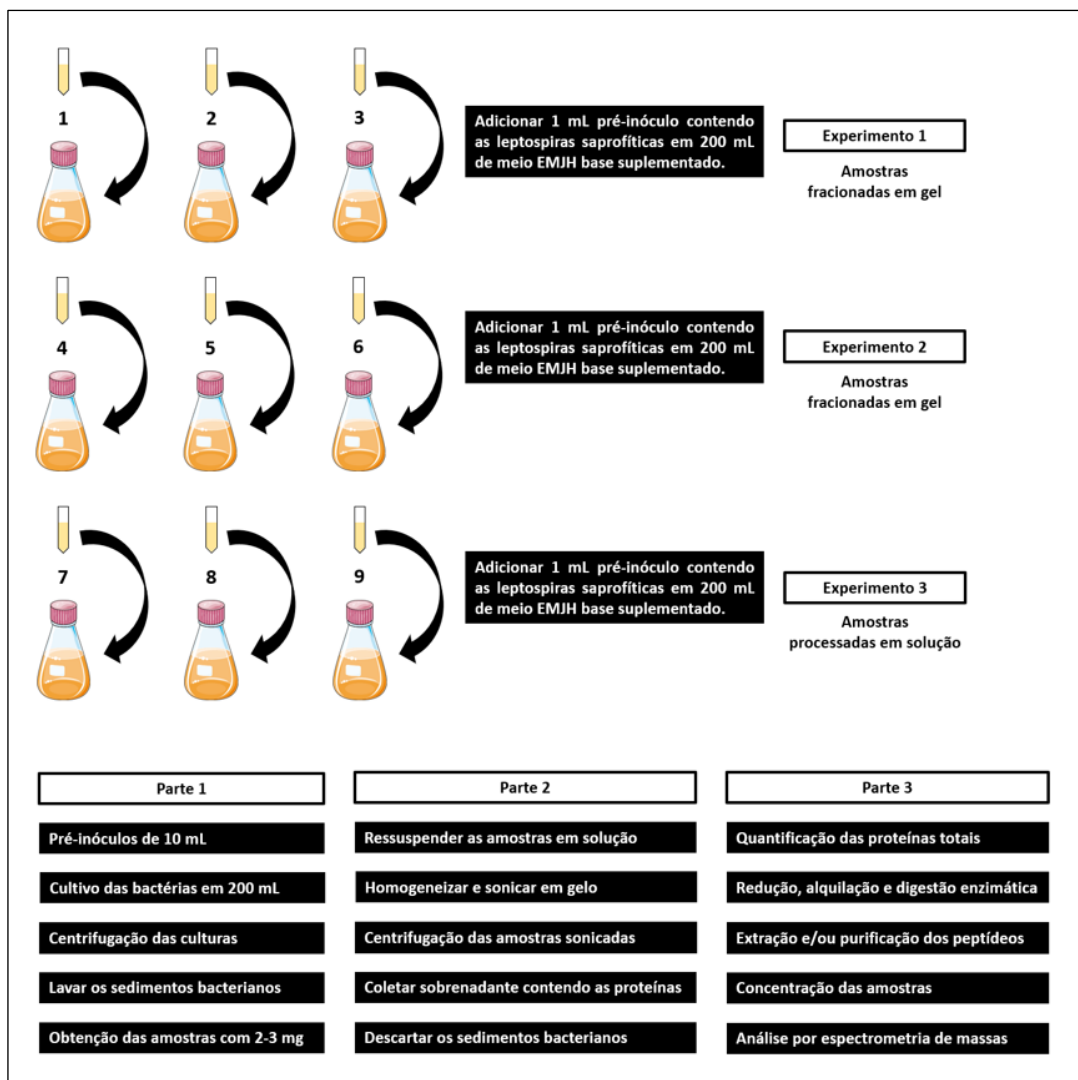 1
2
3
Adicionar 1 mL pré-inóculo contendo
as leptospiras saprofíticas em 200 mL
de meio EMJH base suplementado.
Experimento 1
Amostras
fracionadas em gel
4
5
6
Adicionar 1 mL pré-inóculo contendo
as leptospiras saprofíticas em 200 mL
de meio EMJH base suplementado.
Experimento 2
Amostras
fracionadas em gel
7
8
9
Adicionar 1 mL pré-inóculo contendo
as leptospiras saprofíticas em 200 mL
de meio EMJH base suplementado.
Experimento 3
Amostras
processadas em solução
Parte 1
Pré-inóculos de 10 mL
Cultivo das bactérias em 200 mL
Centrifugação das culturas
Lavar os sedimentos bacterianos
Obtenção das amostras com 2-3 mg
Parte 2
Ressuspender as amostras em solução
Homogeneizar e sonicar em gelo
Centrifugação das amostras sonicadas
Coletar sobrenadante contendo as proteínas
Descartar os sedimentos bacterianos
Parte 3
Quantificação das proteínas totais
Redução, alquilação e digestão enzimática
Extração e/ou purificação dos peptídeos
Concentração das amostras
Análise por espectrometria de massas